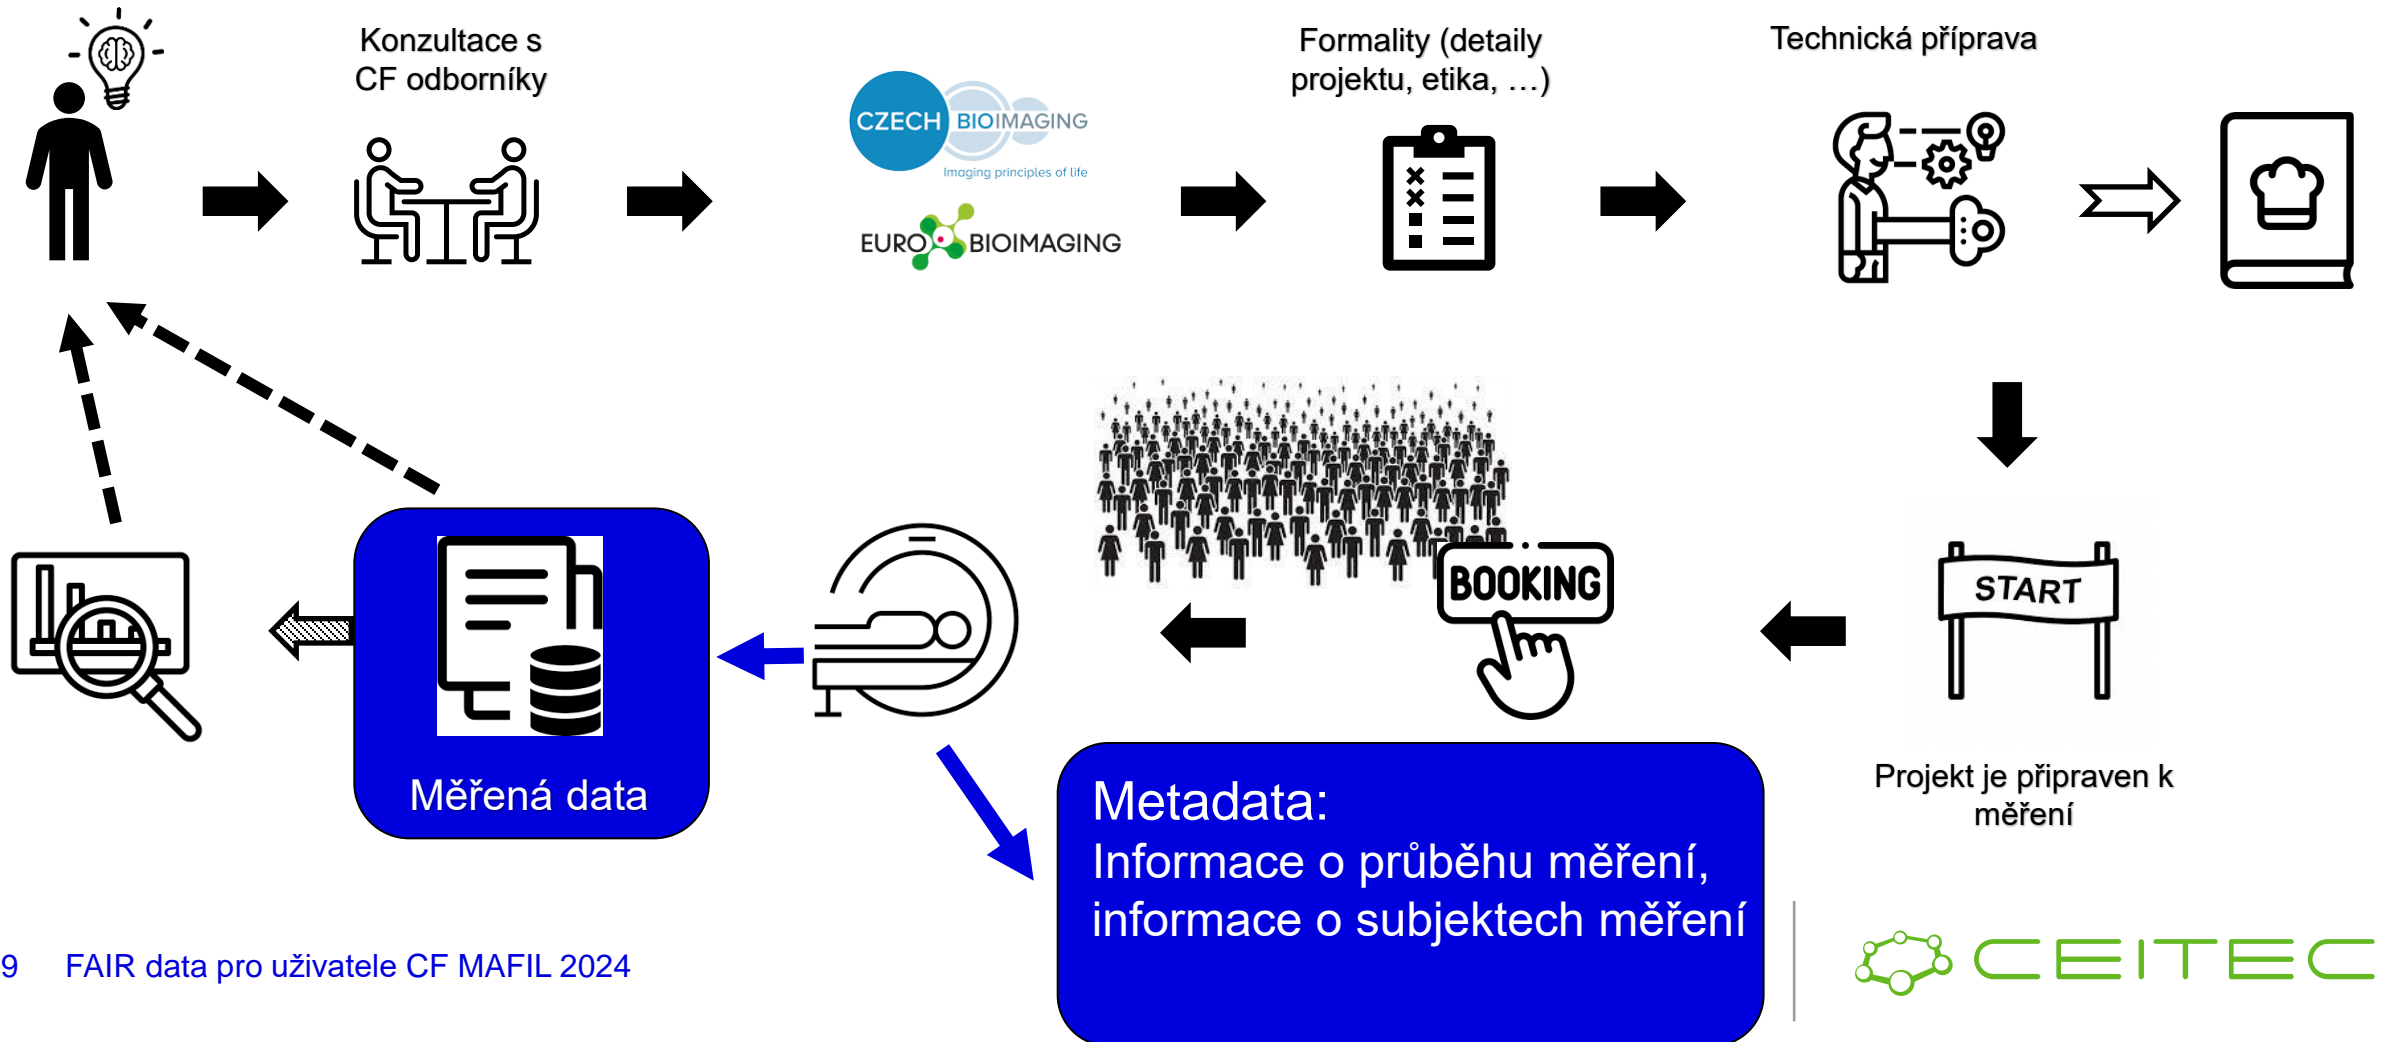 Konzultace s
CF odborníky
CZECH BIOIMAGING
Imaging principles of life
EURO BIOIMAGING
Formality (detaily
projektu, etika, …)
Technická příprava
BOOKING
START
Projekt je připraven k
měření
Měřená data
Metadata:
Informace o průběhu měření,
informace o subjektech měření
9 FAIR data pro uživatele CF MAFIL 2024
CEITEC